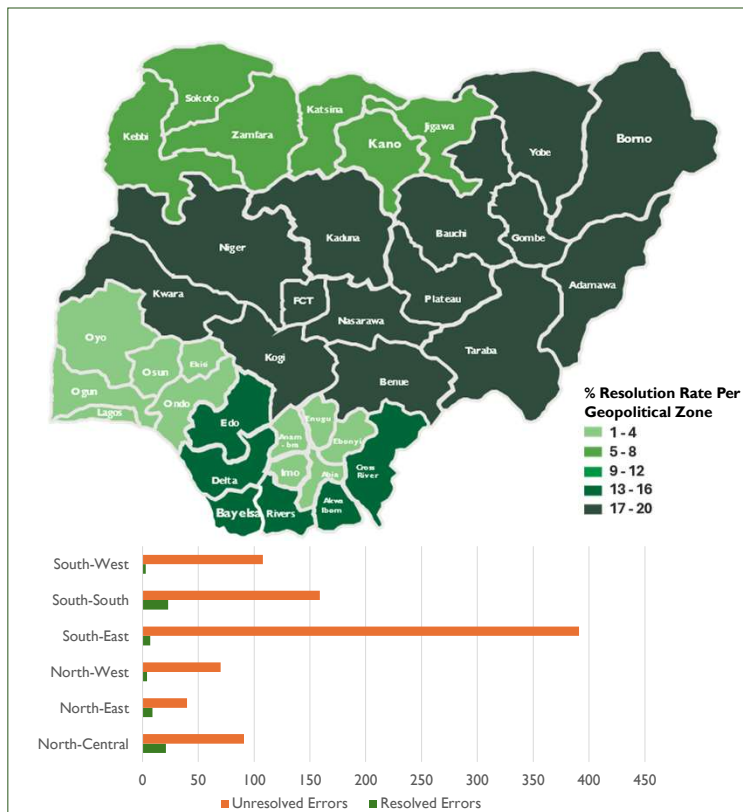 Sokoto
Katsina
Jigawa
Kebbi
Zamfara
Kano
Yobe
Borno
Kaduna
Bauchi
Gombe
Niger
Adamawa
Kwara
FCT
Plateau
Nasarawa
Taraba
Oyo
Kogi
Benue
Osun
Ekiti
Ogun
Ondo
Lagos
Edo
Enugu
Anam
- bra
Ebonyi
Cross
River
Imo
Abia
Delta
Bayelsa
Rivers
Akwa
Ibom
% Resolution Rate Per
Geopolitical Zone
1 - 4
5 - 8
9 - 12
13 - 16
17 - 20
South-West
South-South
South-East
North-West
North-East
North-Central
0 50 100 150 200 250 300 350 400 450
Unresolved Errors Resolved Errors